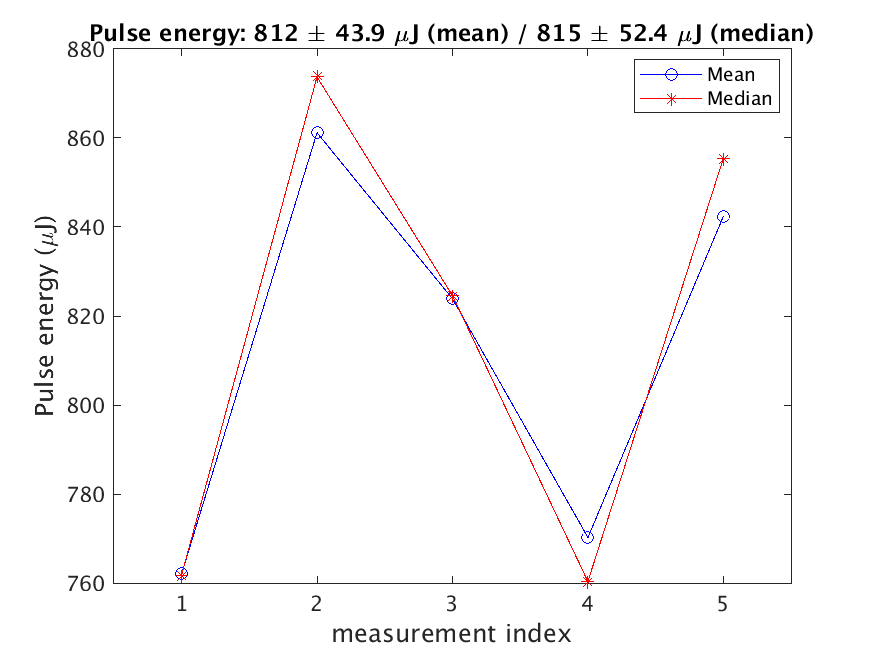 Pulse energy: 812 ± 43.9 μJ (mean) / 815 ± 52.4 μJ (median)
880
Mean
Median
860
840
820
800
780
760
Pulse energy (μJ)
1 2 3 4 5
measurement index